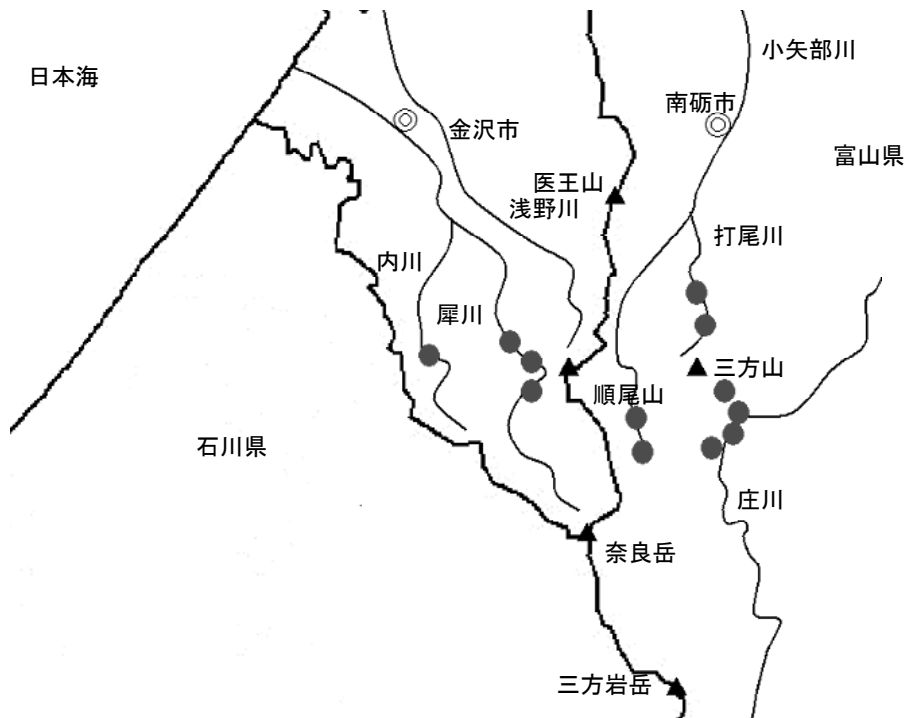 小矢部川
日本海
南砺市
金沢市
富山県
医王山
浅野川
打尾川
内川
犀川
三方山
順尾山
石川県
庄川
奈良岳
三方岩岳